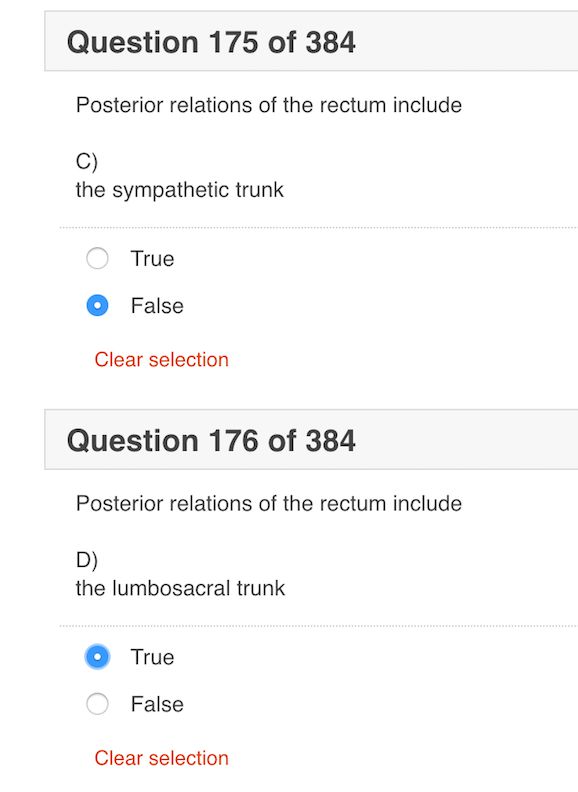 Question 175 of 384
Posterior relations of the rectum include
C)
the sympathetic trunk
True
False
Clear selection
Question 176 of 384
Posterior relations of the rectum include
D)
the lumbosacral trunk
True
False
Clear selection